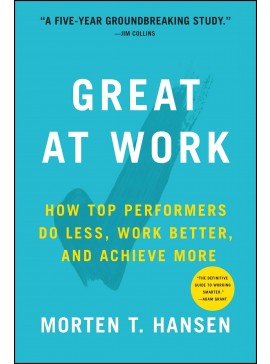 “A FIVE-YEAR GROUNDBREAKING STUDY.”
—JIM COLLINS
GREAT
AT WORK
HOW TOP PERFORMERS
DO LESS, WORK BETTER,
AND ACHIEVE MORE
“THE DEFINITIVE
GUIDE TO WORKING
SMARTER.”
—ADAM GRANT
MORTEN T. HANSEN